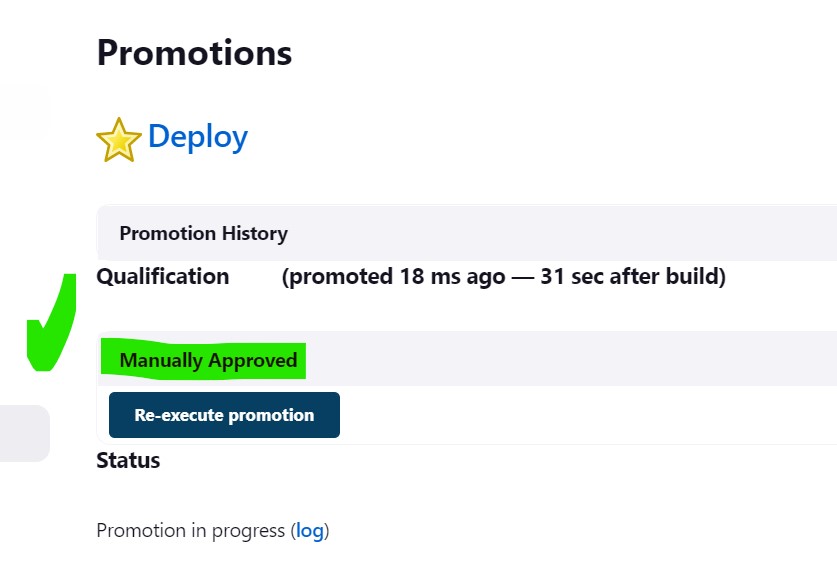 Promotions
Deploy
Promotion History
Qualification (promoted 18 ms ago — 31 sec after build)
Manually Approved
Re-execute promotion
Status
Promotion in progress (log)